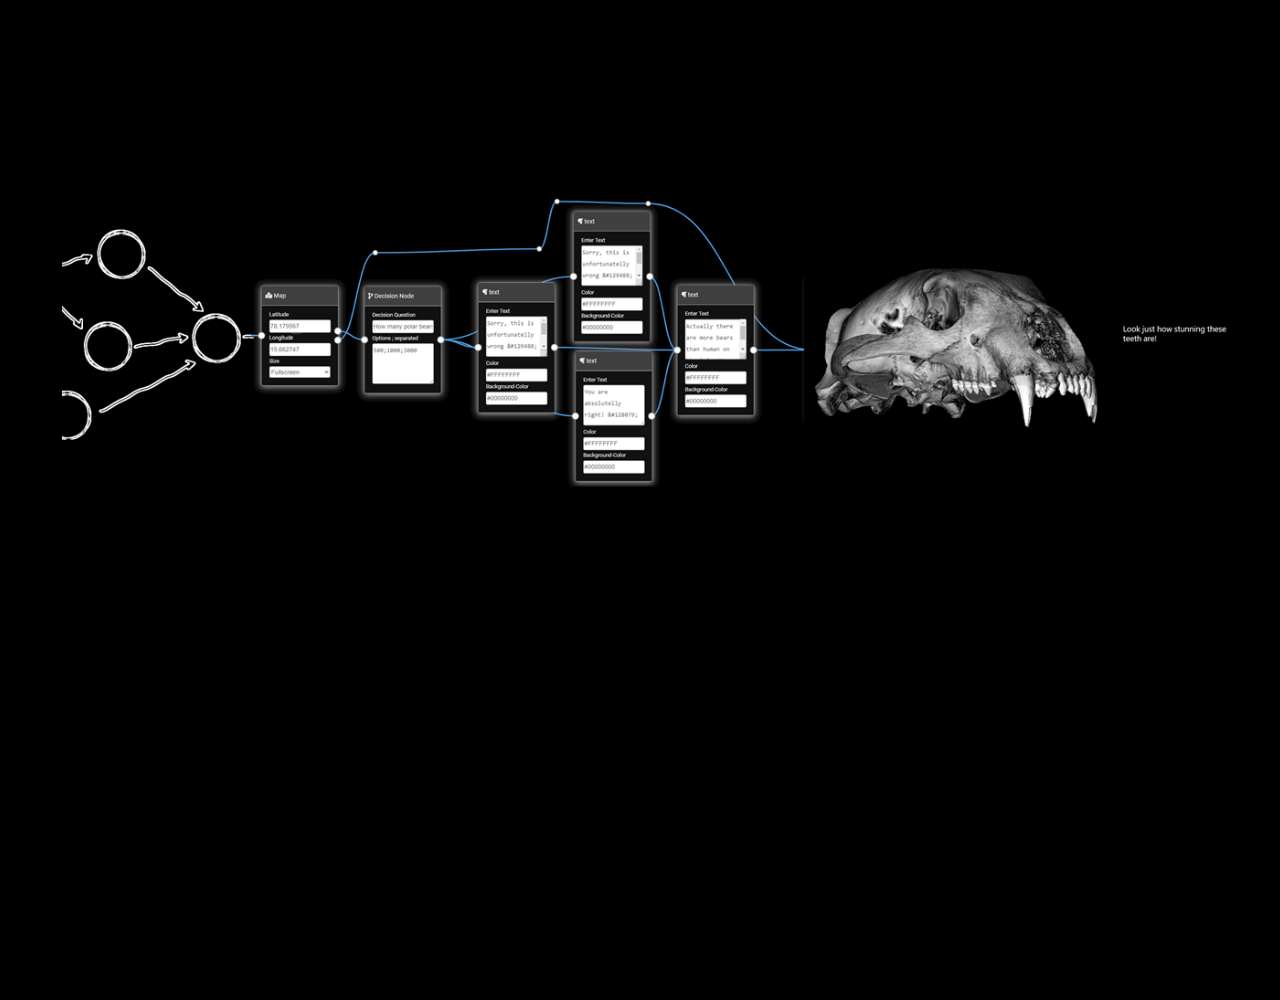 Map
Latitude
78.179567
Longitude
15.662747
Size
Fullscreen
Decision Node
Decision Question
How many polar bears
Options ; separated
500;1000;3000
text
Enter Text
Sorry, this is
unfortunatelly
wrong &#129488;
Color
#FFFFFFFF
Background-Color
#00000000
text
Enter Text
Sorry, this is
unfortunatelly
wrong &#129488;
Color
#FFFFFFFF
Background-Color
#00000000
text
Enter Text
You are
absolutelly
right! &#128079;
Color
#FFFFFFFF
Background-Color
#00000000
text
Enter Text
Actually there
are more bears
than human on
Color
#FFFFFFFF
Background-Color
#00000000
Look just how stunning these
teeth are!